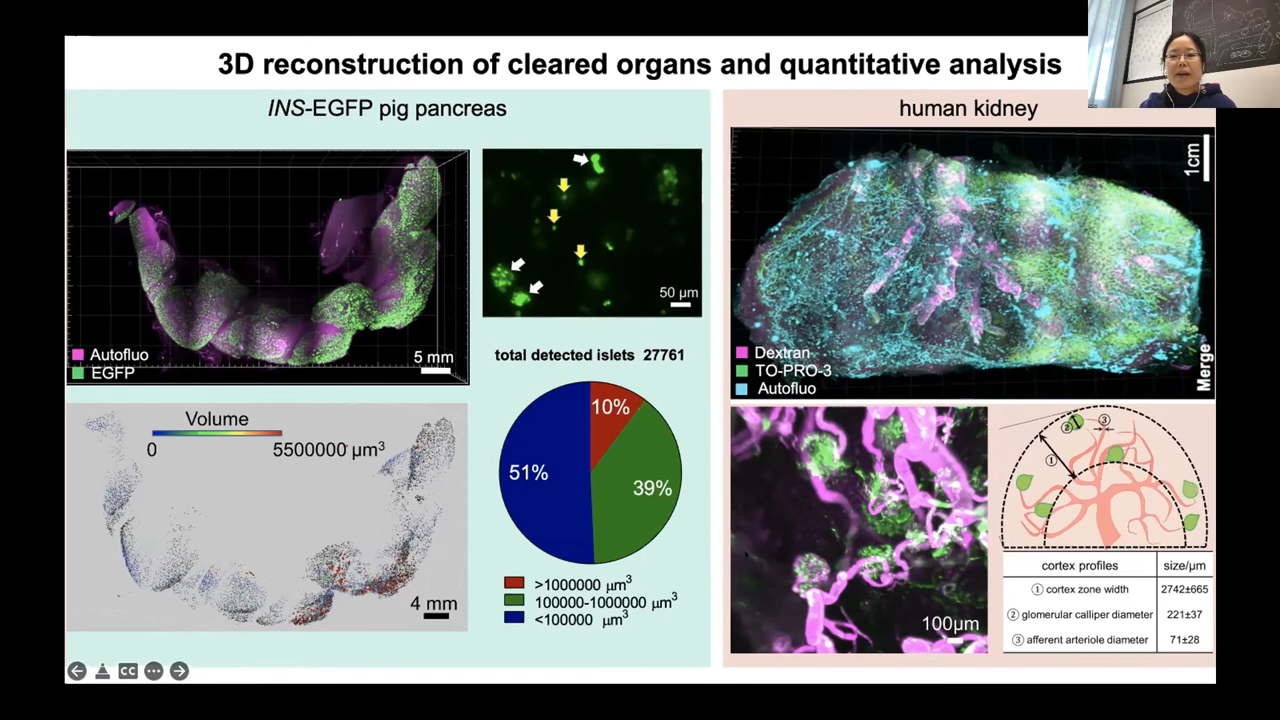 3D reconstruction of cleared organs and quantitative analysis
INS-EGFP pig pancreas
Autofluo
EGFP
5 mm
50 μm
total detected islets 27761
10%
39%
51%
>1000000 μm³
100000-1000000 μm³
<100000 μm³
Volume
0
5500000 μm³
4 mm
human kidney
1cm
Dextran
TO-PRO-3
Autofluo
Merge
100μm
①
②
③
cortex profiles size/μm
① cortex zone width 2742±665
② glomerular calliper diameter 221±37
③ afferent arteriole diameter 71±28
CC